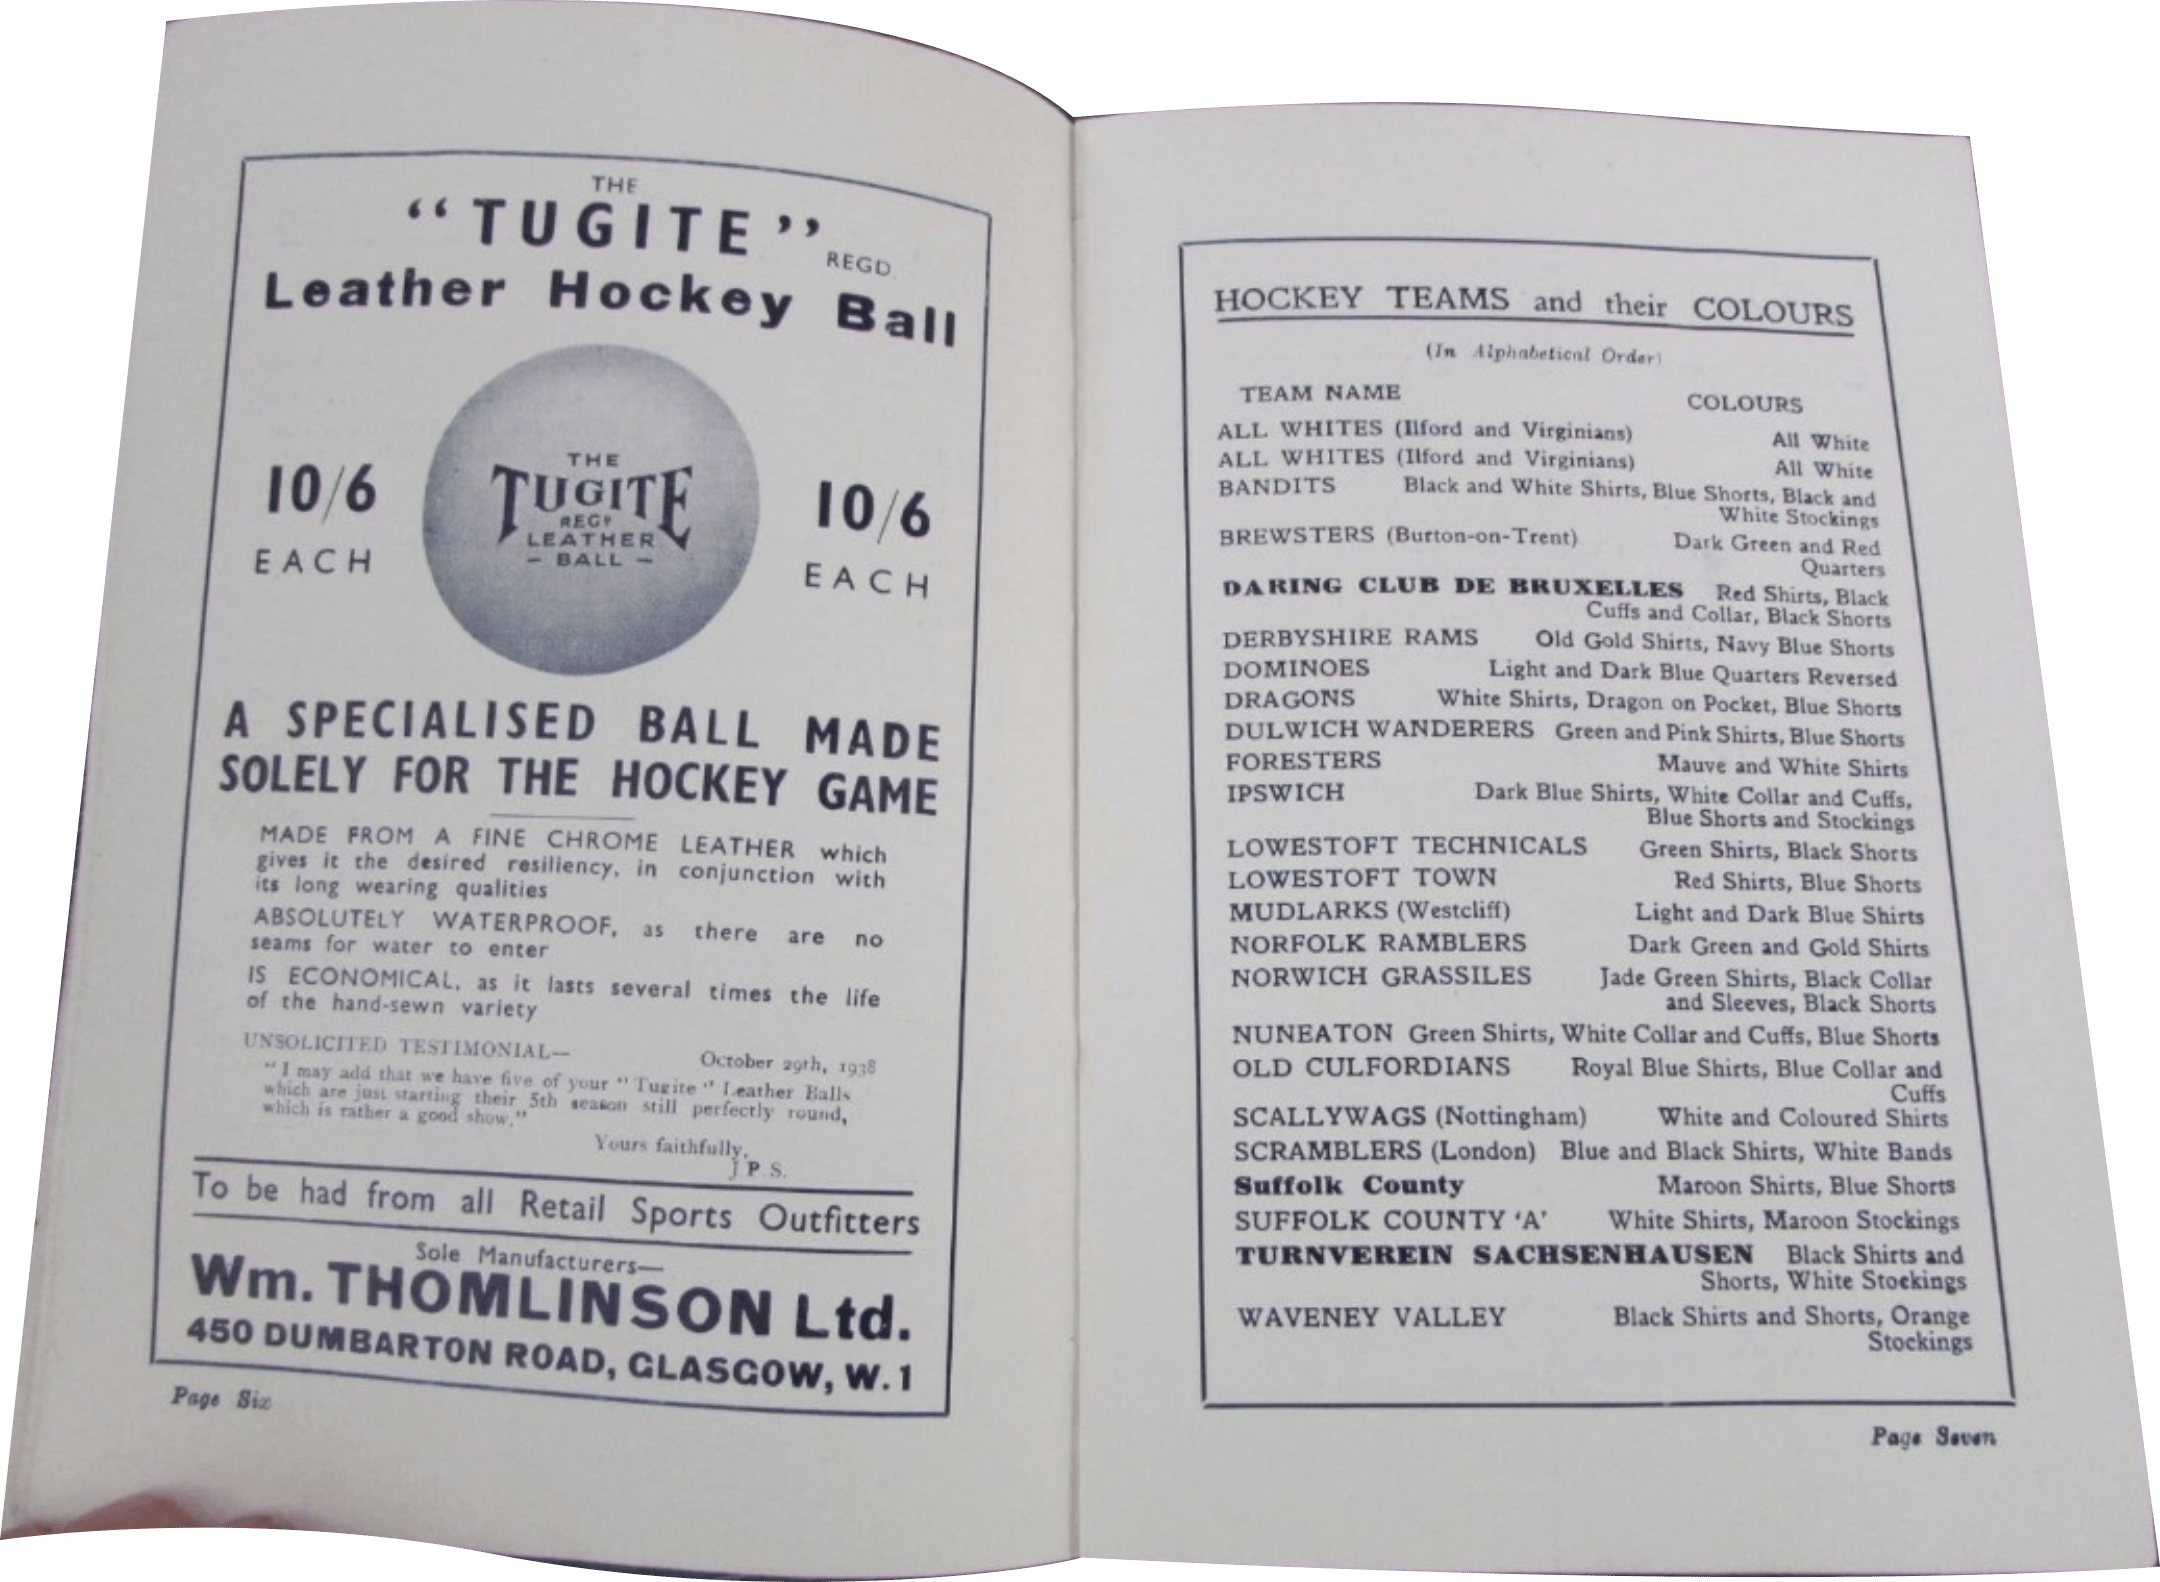 THE
“TUGITE” REGD.
Leather Hockey Ball
10/6
EACH
THE
TUGITE
REGD
LEATHER
- BALL -
10/6
EACH
A SPECIALISED BALL MADE
SOLELY FOR THE HOCKEY GAME
MADE FROM A FINE CHROME LEATHER which
gives it the desired resiliency, in conjunction with
its long wearing qualities
ABSOLUTELY WATERPROOF, as there are no
seams for water to enter
IS ECONOMICAL, as it lasts several times the life
of the hand-sewn variety
UNSOLICITED TESTIMONIAL— October 29th, 1938
“I may add that we have five of your “Tugite” Leather Balls
which are just starting their 5th season still perfectly round,
which is rather a good show.”
Yours faithfully,
J.P.S.
To be had from all Retail Sports Outfitters
Sole Manufacturers—
Wm. THOMLINSON Ltd.
450 DUMBARTON ROAD, GLASGOW, W.1
Page Six
HOCKEY TEAMS and their COLOURS
(In Alphabetical Order)
TEAM NAME COLOURS
ALL WHITES (Ilford and Virginians) All White
ALL WHITES (Ilford and Virginians) All White
BANDITS Black and White Shirts, Blue Shorts, Black and
White Stockings
BREWSTERS (Burton-on-Trent) Dark Green and Red
Quarters
DARING CLUB DE BRUXELLES Red Shirts, Black
Cuffs and Collar, Black Shorts
DERBYSHIRE RAMS Old Gold Shirts, Navy Blue Shorts
DOMINOES Light and Dark Blue Quarters Reversed
DRAGONS White Shirts, Dragon on Pocket, Blue Shorts
DULWICH WANDERERS Green and Pink Shirts, Blue Shorts
FORESTERS Mauve and White Shirts
IPSWICH Dark Blue Shirts, White Collar and Cuffs,
Blue Shorts and Stockings
LOWESTOFT TECHNICALS Green Shirts, Black Shorts
LOWESTOFT TOWN Red Shirts, Blue Shorts
MUDLARKS (Westcliff) Light and Dark Blue Shirts
NORFOLK RAMBLERS Dark Green and Gold Shirts
NORWICH GRASSILES Jade Green Shirts, Black Collar
and Sleeves, Black Shorts
NUNEATON Green Shirts, White Collar and Cuffs, Blue Shorts
OLD CULFORDIANS Royal Blue Shirts, Blue Collar and
Cuffs
SCALLYWAGS (Nottingham) White and Coloured Shirts
SCRAMBLERS (London) Blue and Black Shirts, White Bands
Suffolk County Maroon Shirts, Blue Shorts
SUFFOLK COUNTY ‘A’ White Shirts, Maroon Stockings
TURNVEREIN SACHSENHAUSEN Black Shirts and
Shorts, White Stockings
WAVENEY VALLEY Black Shirts and Shorts, Orange
Stockings
Page Seven